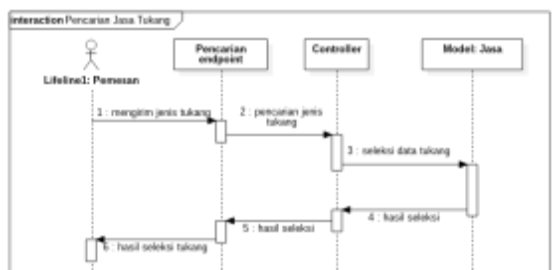 interaction Pencarian Jasa Tukang
Pencarian
endpoint
Controller
Model: Jasa
Lifeline1: Pemesan
1 : mengirim jenis tukang
2 : pencarian jenis
tukang
3 : seleksi data tukang
4 : hasil seleksi
5 : hasil seleksi
6 : hasil seleksi tukang